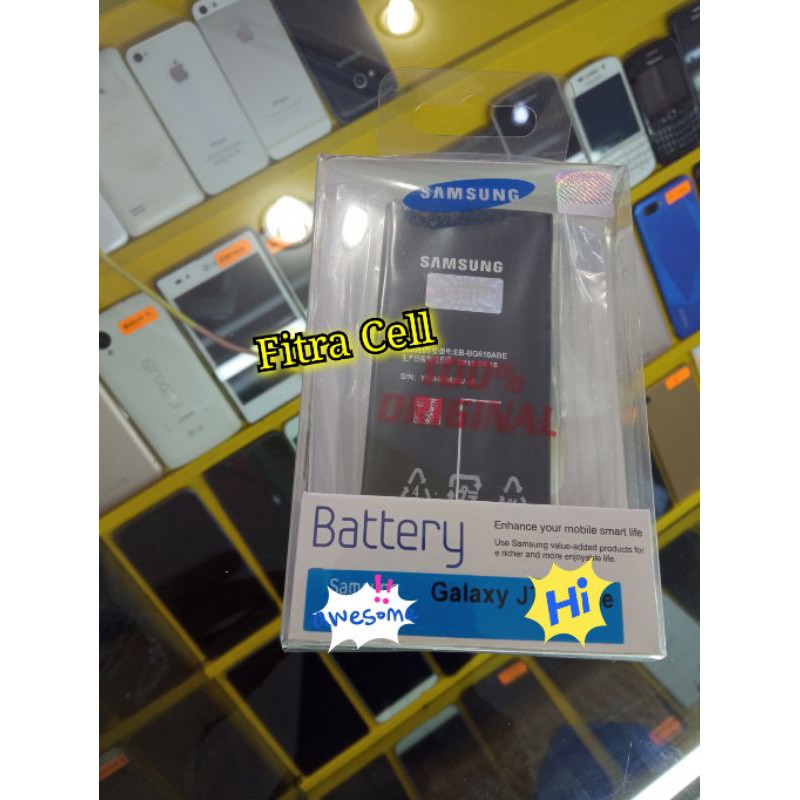 SAMSUNG
SAMSUNG
Fitra Cell
:EB-BG610ABE
S/N:
100%
ORIGINAL
Battery
Enhance your mobile smart life
Use Samsung value-added products for
a richer and more enjoyable life.
Galaxy
awesome
!!
Hi